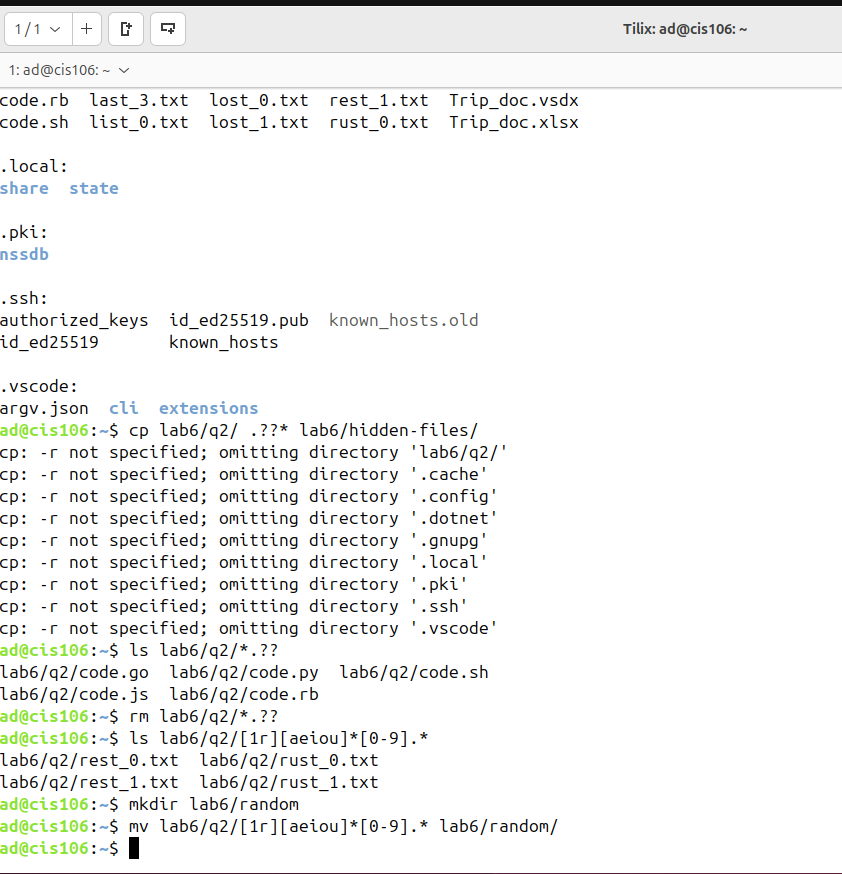 1 / 1
Tilix: ad@cis106: ~
1: ad@cis106: ~
code.rb  last_3.txt  lost_0.txt  rest_1.txt  Trip_doc.vsdx
code.sh  list_0.txt  lost_1.txt  rust_0.txt  Trip_doc.xlsx
.local:
share  state
.pki:
nssdb
.ssh:
authorized_keys  id_ed25519.pub  known_hosts.old
id_ed25519       known_hosts
.vscode:
argv.json  cli  extensions
ad@cis106:~$ cp lab6/q2/ .??* lab6/hidden-files/
cp: -r not specified; omitting directory 'lab6/q2/'
cp: -r not specified; omitting directory '.cache'
cp: -r not specified; omitting directory '.config'
cp: -r not specified; omitting directory '.dotnet'
cp: -r not specified; omitting directory '.gnupg'
cp: -r not specified; omitting directory '.local'
cp: -r not specified; omitting directory '.pki'
cp: -r not specified; omitting directory '.ssh'
cp: -r not specified; omitting directory '.vscode'
ad@cis106:~$ ls lab6/q2/*.??
lab6/q2/code.go  lab6/q2/code.py  lab6/q2/code.sh
lab6/q2/code.js  lab6/q2/code.rb
ad@cis106:~$ rm lab6/q2/*.??
ad@cis106:~$ ls lab6/q2/[1r][aeiou]*[0-9].*
lab6/q2/rest_0.txt  lab6/q2/rust_0.txt
lab6/q2/rest_1.txt  lab6/q2/rust_1.txt
ad@cis106:~$ mkdir lab6/random
ad@cis106:~$ mv lab6/q2/[1r][aeiou]*[0-9].* lab6/random/
ad@cis106:~$